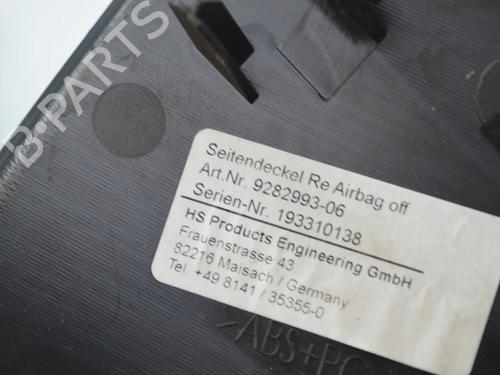 B-PARTS
Seitendeckel Re Airbag off
Art.Nr. 9282993-06
Serien-Nr. 193310138
HS Products Engineering GmbH
Frauenstrasse 43
82216 Maisach / Germany
Tel. +49 8141 / 35355-0
>ABS+PC